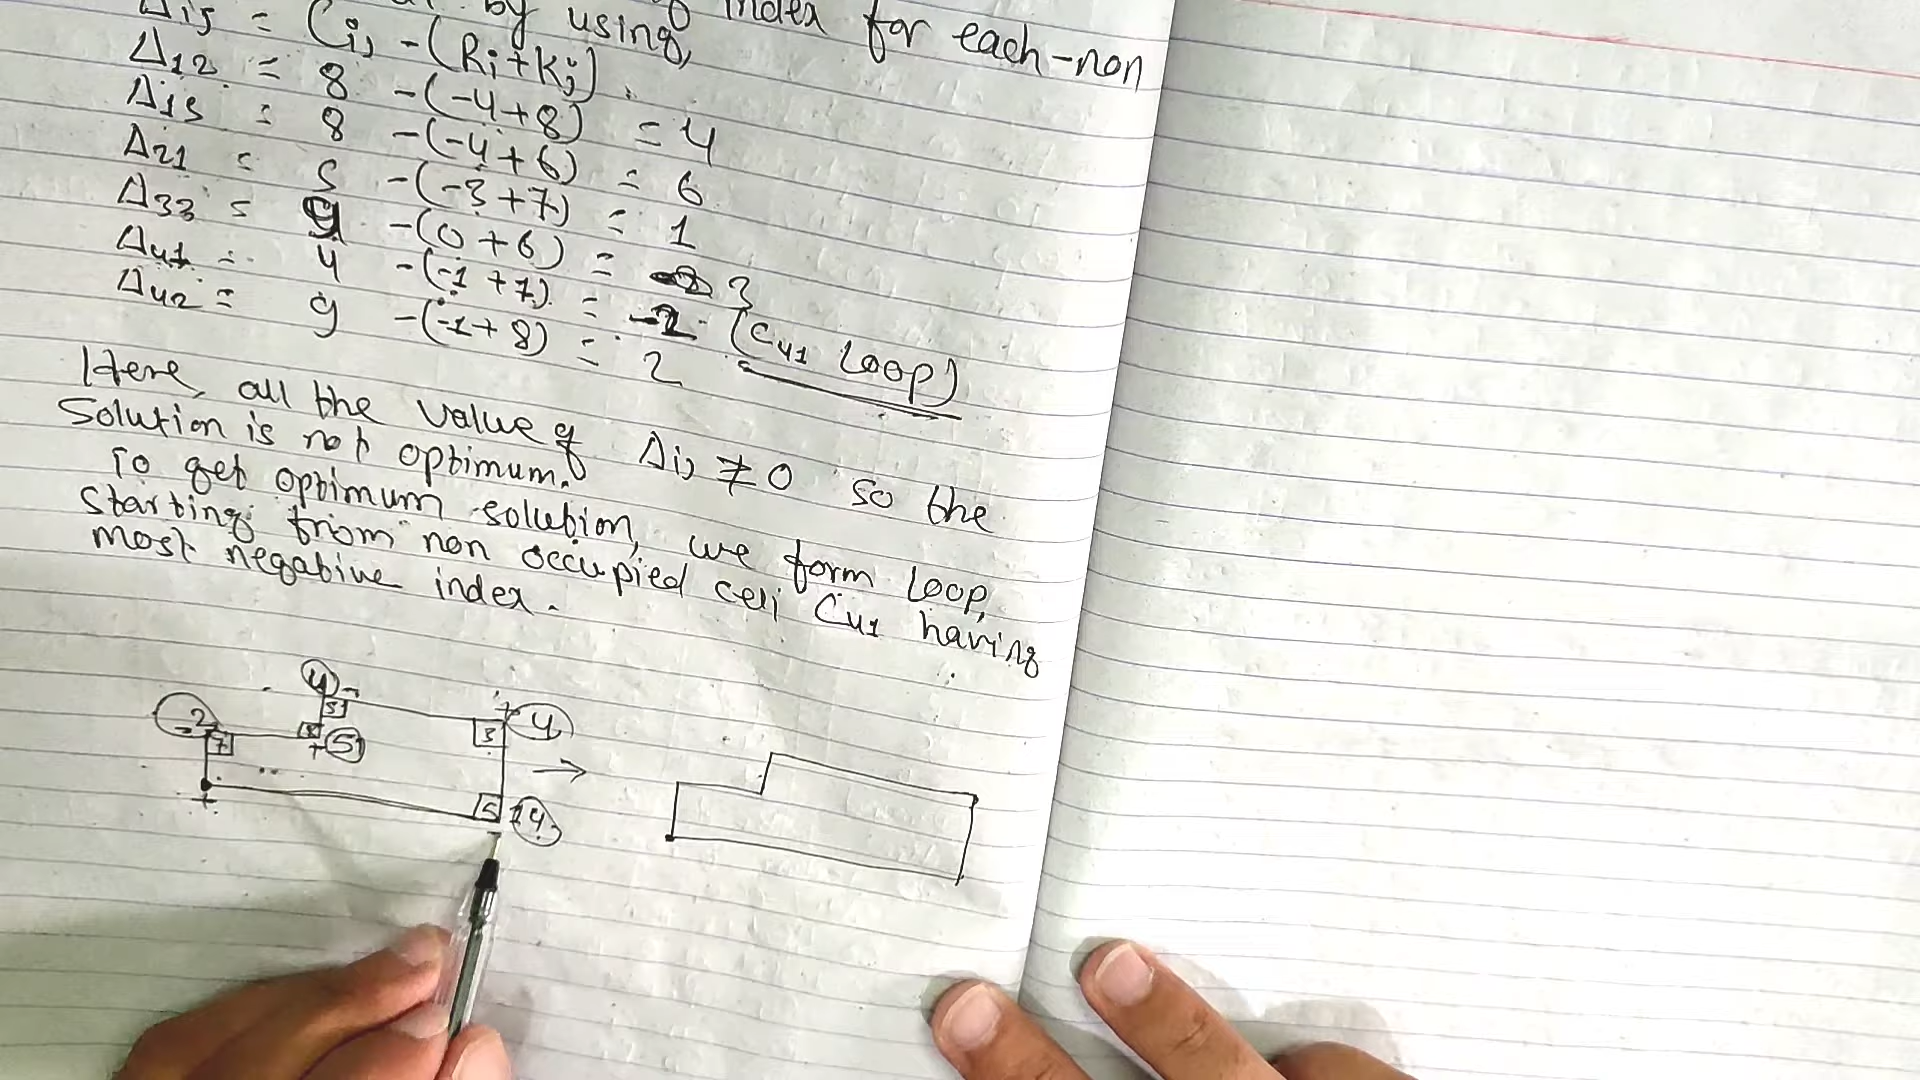 by using index for each-non
Δij = Cij - (Ri+Kj).
Δ12 = 8 - (-4+8) = 4
Δ13 = 8 - (-4+6) = 6
Δ21 = 5 - (-3+7) = 1
Δ33 = 9 - (0+6) = 3
Δ41 = 4 - (-1+7) = -2 (C41 Loop)
Δ42 = 9 - (-1+8) = 2
Here, all the value of Δij ≠ 0 so the
solution is not optimum.
To get optimum solution, we form Loop,
starting from non occupied cell C41 having
most negative index.
4 -
5
+ 4
3
2 -
7
8
+ 5
+
5
14 -